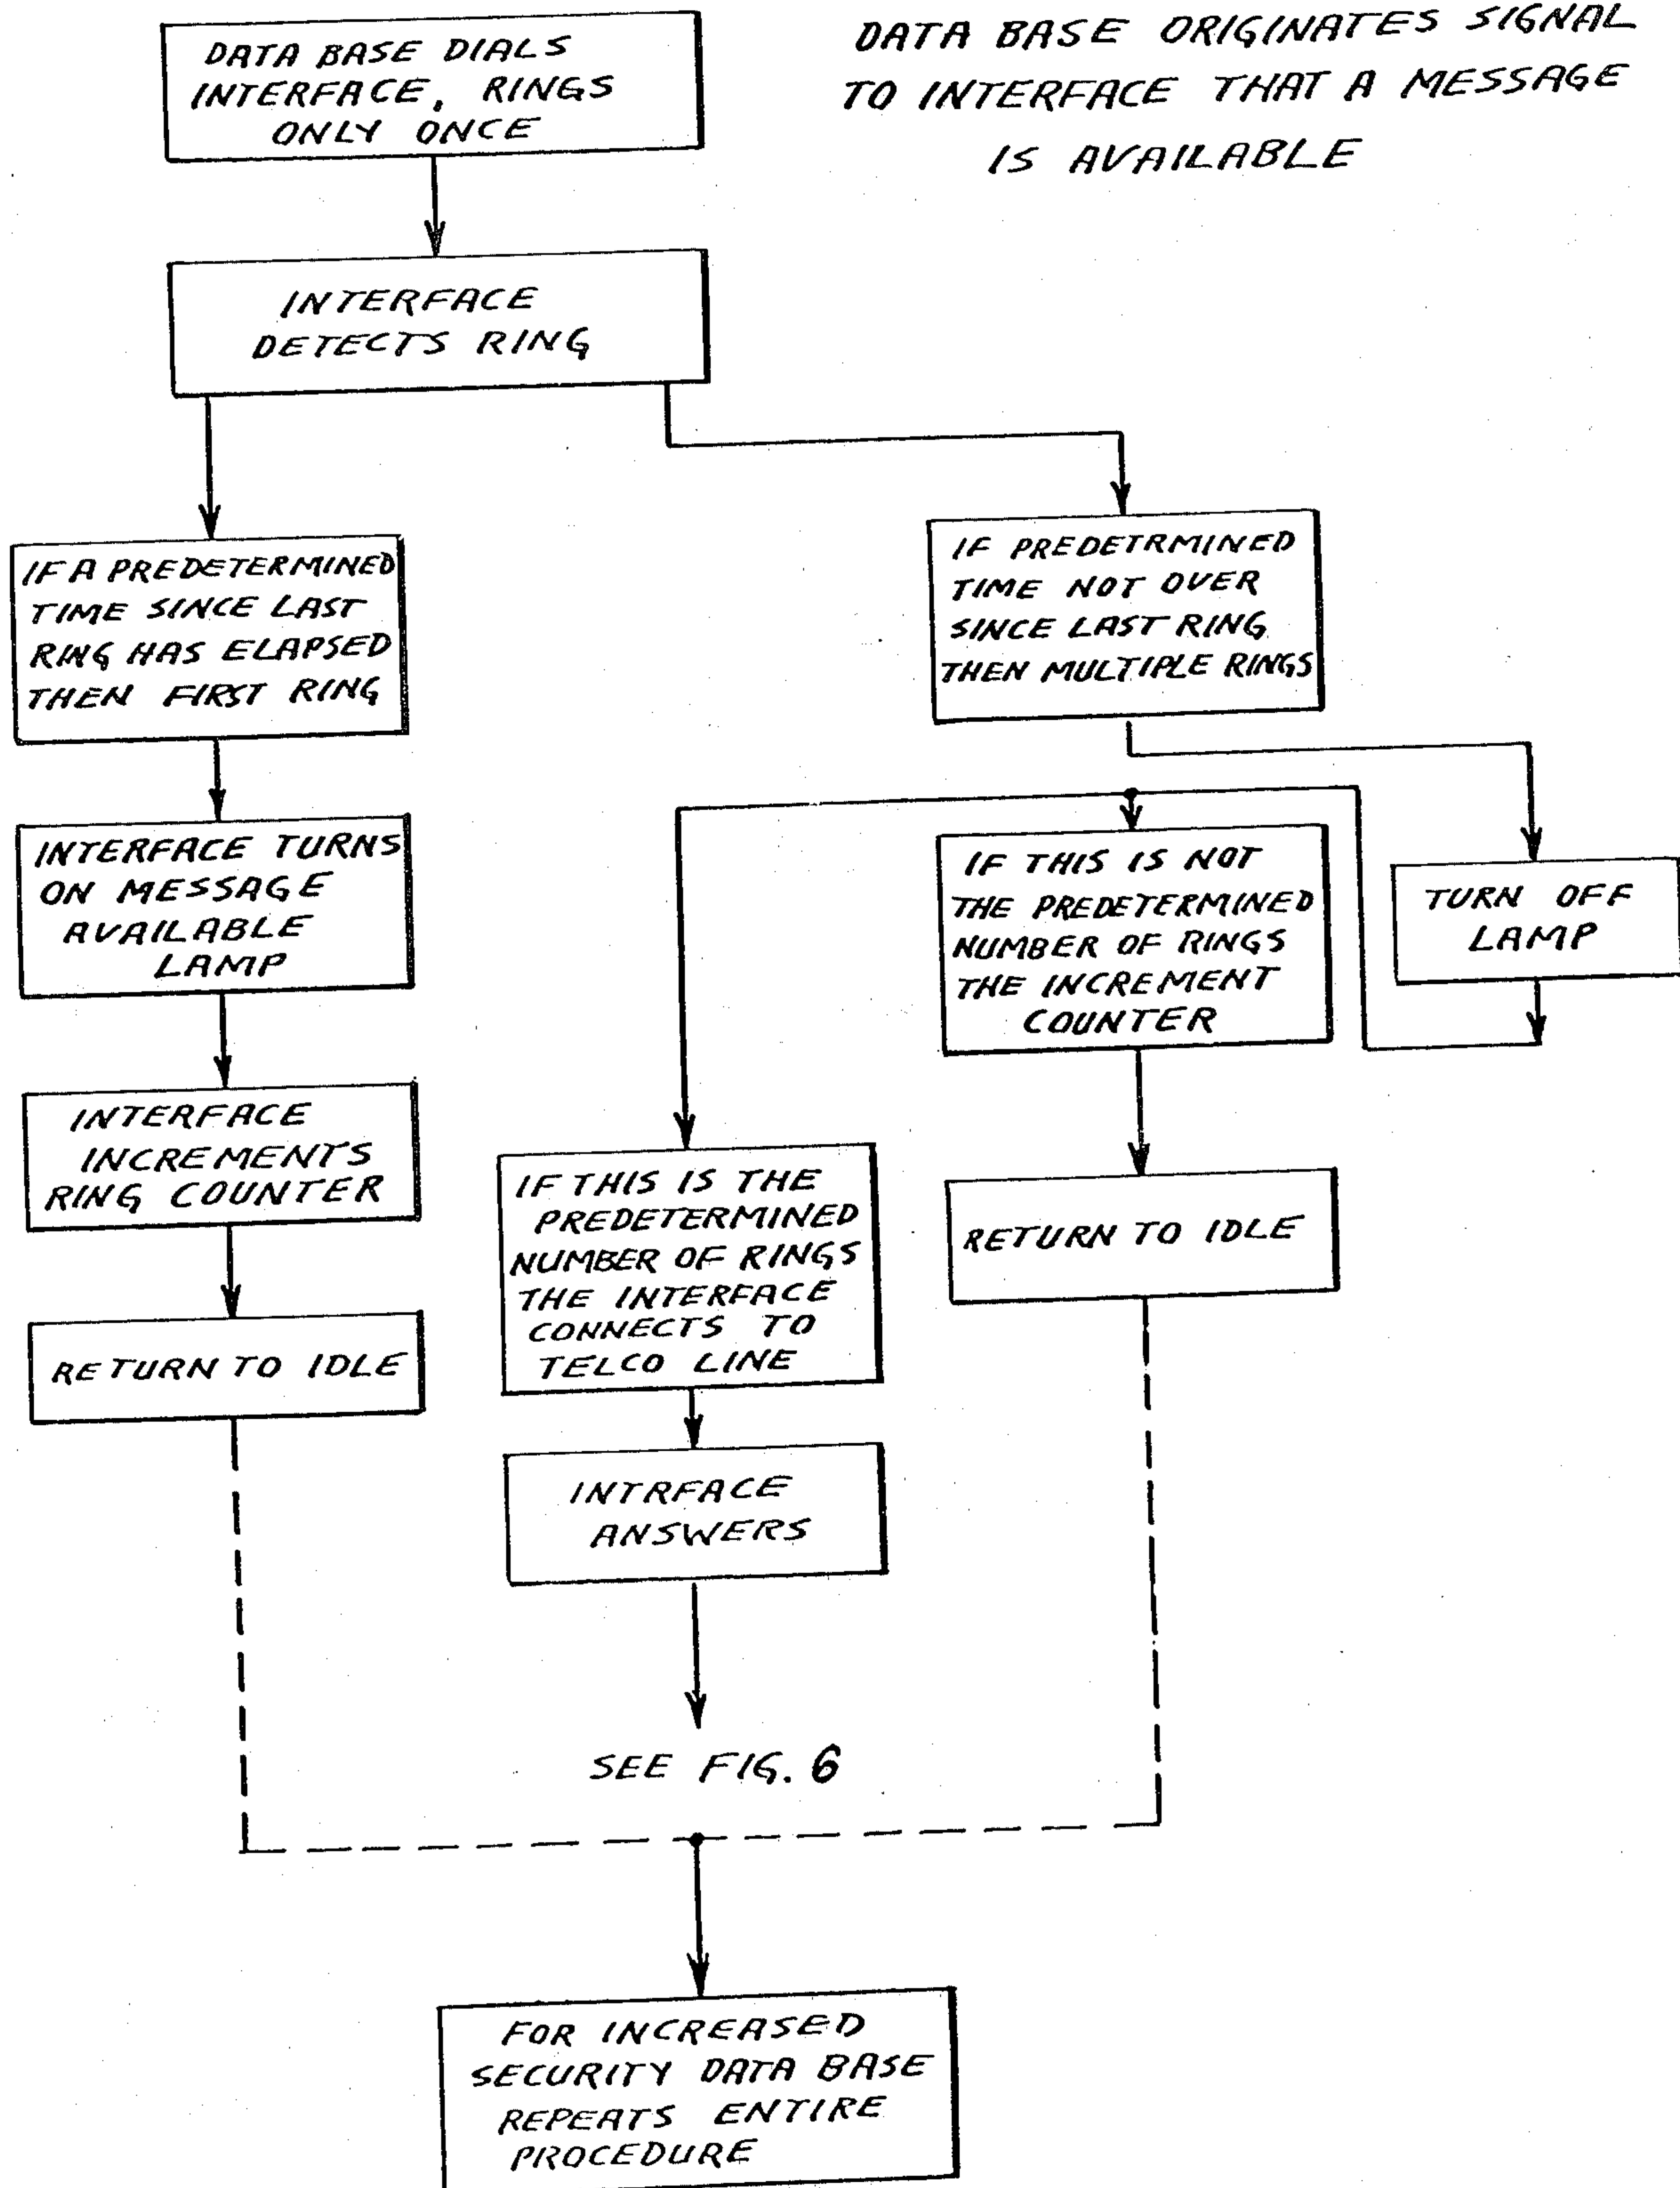 DATA BASE DIALS
INTERFACE, RINGS
ONLY ONCE
DATA BASE ORIGINATES SIGNAL
TO INTERFACE THAT A MESSAGE
IS AVAILABLE
INTERFACE
DETECTS RING
IF A PREDETERMINED
TIME SINCE LAST
RING HAS ELAPSED
THEN FIRST RING
IF PREDETRMINED
TIME NOT OVER
SINCE LAST RING
THEN MULTIPLE RINGS
INTERFACE TURNS
ON MESSAGE
AVAILABLE
LAMP
IF THIS IS NOT
THE PREDETERMINED
NUMBER OF RINGS
THE INCREMENT
COUNTER
TURN OFF
LAMP
INTERFACE
INCREMENTS
RING COUNTER
IF THIS IS THE
PREDETERMINED
NUMBER OF RINGS
THE INTERFACE
CONNECTS TO
TELCO LINE
RETURN TO IDLE
RETURN TO IDLE
INTRFACE
ANSWERS
SEE FIG. 6
FOR INCREASED
SECURITY DATA BASE
REPEATS ENTIRE
PROCEDURE